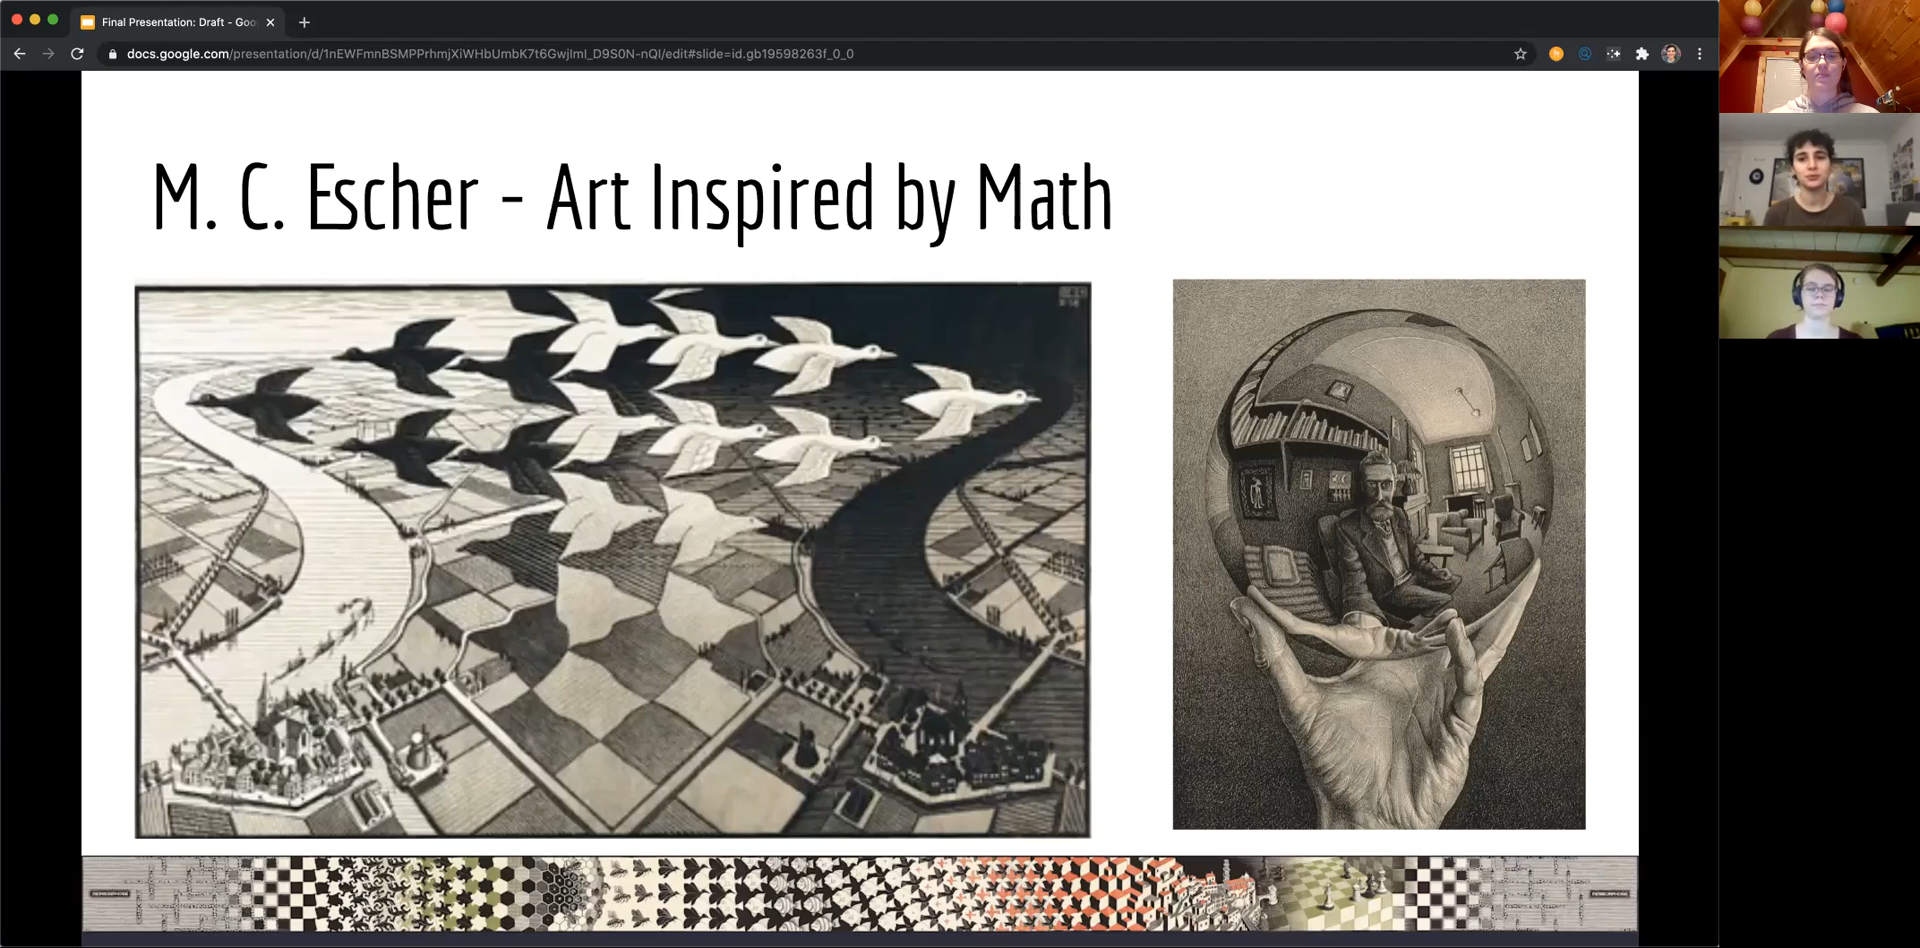 Final Presentation: Draft - Goo
docs.google.com/presentation/d/1nEWFmnBSMPPrhmjXiWHbUmbK7t6GwjlmI_D9S0N-nQI/edit#slide=id.gb19598263f_0_0
M. C. Escher - Art Inspired by Math